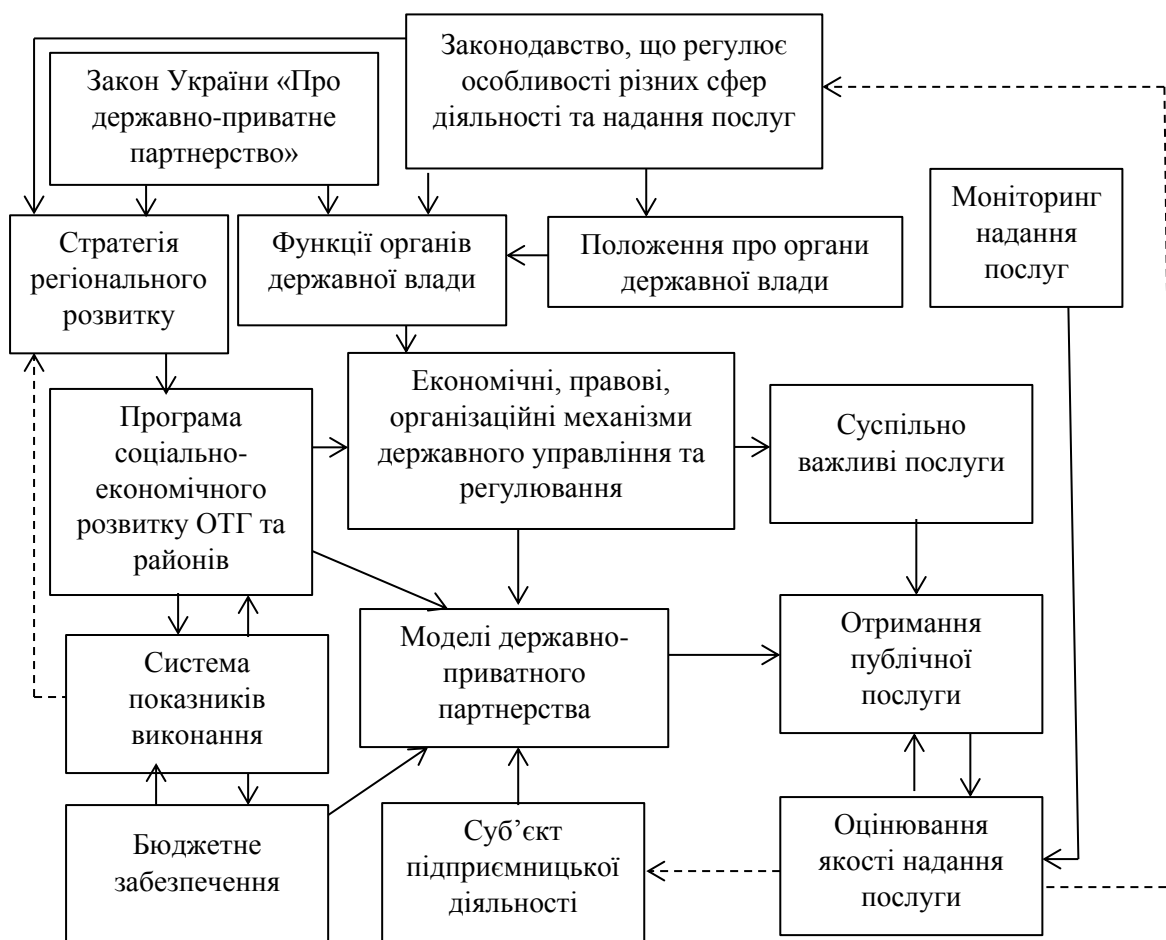 Законодавство, що регулює
особливості різних сфер
діяльності та надання послуг
Закон України «Про
державно-приватне
партнерство»
Моніторинг
надання
послуг
Стратегія
регіонального
розвитку
Функції органів
державної влади
Положення про органи
державної влади
Програма
соціально-
економічного
розвитку ОТГ та
районів
Економічні, правові,
організаційні механізми
державного управління та
регулювання
Суспільно
важливі послуги
Система
показників
виконання
Моделі державно-
приватного
партнерства
Отримання
публічної
послуги
Бюджетне
забезпечення
Суб’єкт
підприємницької
діяльності
Оцінювання
якості надання
послуги